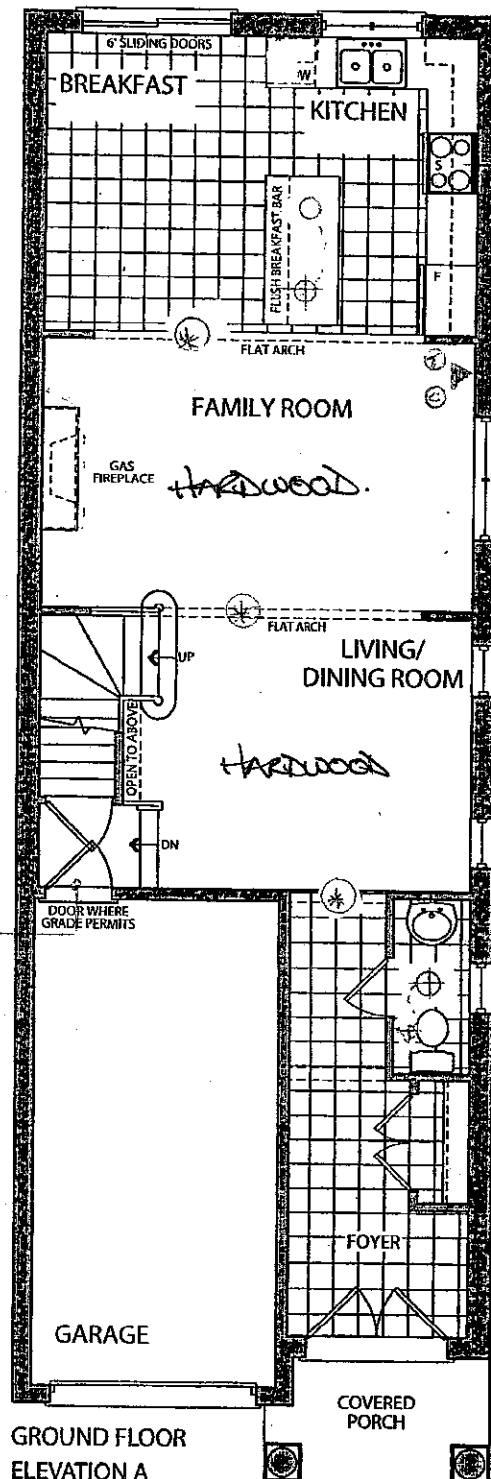 6' SLIDING DOORS
BREAKFAST
W
KITCHEN
S
FLUSH BREAKFAST BAR
F
FLAT ARCH
FAMILY ROOM
GAS
FIREPLACE
HARDWOOD.
FLAT ARCH
UP
LIVING/
DINING ROOM
OPEN TO ABOVE
HARDWOOD
DN
DOOR WHERE
GRADE PERMITS
FOYER
GARAGE
COVERED
PORCH
GROUND FLOOR
ELEVATION A